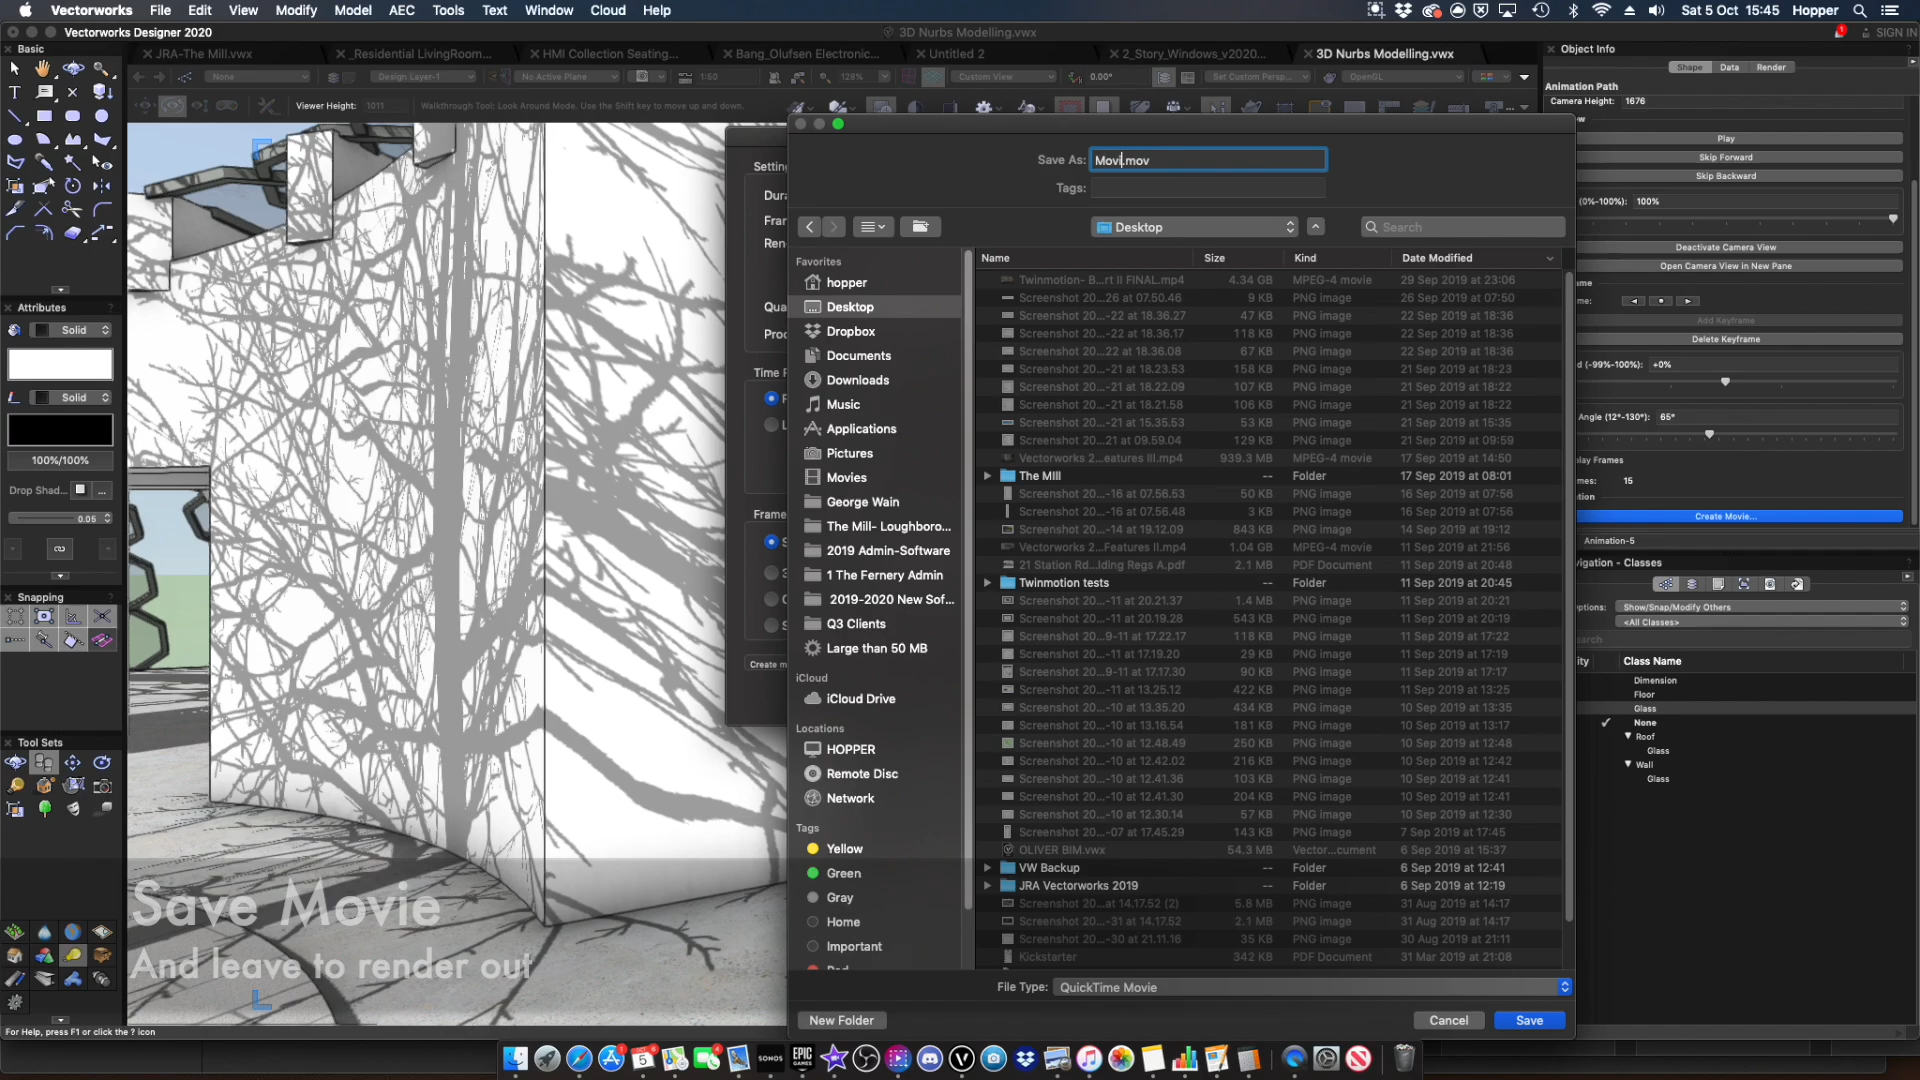 Vectorworks File Edit View Modify Model AEC Tools Text Window Cloud Help
Sat 5 Oct 15:45 Hopper
Vectorworks Designer 2020
3D Nurbs Modelling.vwx
SIGN IN
Basic
JRA-The Mill.vwx
_Residential LivingRoom...
HMI Collection Seating...
Bang_Olufsen Electronic...
Untitled 2
2_Story_Windows_v2020...
3D Nurbs Modelling.vwx
None
Design Layer-1
No Active Plane
1:50
128%
Custom View
0.00°
Set Custom Persp...
OpenGL
Viewer Height: 1011
Walkthrough Tool: Look Around Mode. Use the Shift key to move up and down.
Attributes
Solid
Solid
100%/100%
Drop Shad...
0.05
Snapping
Tool Sets
For Help, press F1 or click the ? icon
Save Movie
And leave to render out
Settin
Dura
Fran
Ren
Qua
Proc
Time F
Frame
Create m
Save As: Movi.mov
Tags:
Desktop
Search
Favorites
hopper
Desktop
Dropbox
Documents
Downloads
Music
Applications
Pictures
Movies
George Wain
The Mill- Loughboro...
2019 Admin-Software
1 The Fernery Admin
2019-2020 New Sof...
Q3 Clients
Large than 50 MB
iCloud
iCloud Drive
Locations
HOPPER
Remote Disc
Network
Tags
Yellow
Green
Gray
Home
Important
Name Size Kind Date Modified
Twinmotion- B...rt II FINAL.mp4 4.34 GB MPEG-4 movie 29 Sep 2019 at 23:06
Screenshot 20...26 at 07.50.46 9 KB PNG image 26 Sep 2019 at 07:50
Screenshot 20...-22 at 18.36.27 47 KB PNG image 22 Sep 2019 at 18:36
Screenshot 20...-22 at 18.36.17 118 KB PNG image 22 Sep 2019 at 18:36
Screenshot 20...22 at 18.36.08 67 KB PNG image 22 Sep 2019 at 18:36
Screenshot 20...-21 at 18.23.53 158 KB PNG image 21 Sep 2019 at 18:23
Screenshot 20...-21 at 18.22.09 107 KB PNG image 21 Sep 2019 at 18:22
Screenshot 20...-21 at 18.21.58 106 KB PNG image 21 Sep 2019 at 18:22
Screenshot 20...-21 at 15.35.53 53 KB PNG image 21 Sep 2019 at 15:35
Screenshot 20...21 at 09.59.04 129 KB PNG image 21 Sep 2019 at 09:59
Vectorworks 2...eatures III.mp4 939.3 MB MPEG-4 movie 17 Sep 2019 at 14:50
The MIll -- Folder 17 Sep 2019 at 08:01
Screenshot 20...-16 at 07.56.53 50 KB PNG image 16 Sep 2019 at 07:56
Screenshot 20...-16 at 07.56.48 3 KB PNG image 16 Sep 2019 at 07:56
Screenshot 20...-14 at 19.12.09 843 KB PNG image 14 Sep 2019 at 19:12
Vectorworks 2...Features II.mp4 1.04 GB MPEG-4 movie 11 Sep 2019 at 21:56
21 Station Rd...lding Regs A.pdf 2.1 MB PDF Document 11 Sep 2019 at 20:48
Twinmotion tests -- Folder 11 Sep 2019 at 20:45
Screenshot 20...-11 at 20.21.37 1.4 MB PNG image 11 Sep 2019 at 20:21
Screenshot 20...-11 at 20.19.28 543 KB PNG image 11 Sep 2019 at 20:19
Screenshot 20...9-11 at 17.22.17 118 KB PNG image 11 Sep 2019 at 17:22
Screenshot 20...-11 at 17.19.20 29 KB PNG image 11 Sep 2019 at 17:19
Screenshot 20...9-11 at 17.17.30 90 KB PNG image 11 Sep 2019 at 17:17
Screenshot 20...-11 at 13.25.12 422 KB PNG image 11 Sep 2019 at 13:25
Screenshot 20...-10 at 13.35.20 434 KB PNG image 10 Sep 2019 at 13:35
Screenshot 20...-10 at 13.16.54 181 KB PNG image 10 Sep 2019 at 13:17
Screenshot 20...-10 at 12.48.49 250 KB PNG image 10 Sep 2019 at 12:48
Screenshot 20...-10 at 12.42.02 216 KB PNG image 10 Sep 2019 at 12:42
Screenshot 20...-10 at 12.41.36 103 KB PNG image 10 Sep 2019 at 12:41
Screenshot 20...-10 at 12.41.30 204 KB PNG image 10 Sep 2019 at 12:41
Screenshot 20...-10 at 12.30.14 57 KB PNG image 10 Sep 2019 at 12:30
Screenshot 20...-07 at 17.45.29 143 KB PNG image 7 Sep 2019 at 17:45
OLIVER BIM.vwx 54.3 MB Vector...cument 6 Sep 2019 at 15:37
VW Backup -- Folder 6 Sep 2019 at 12:41
JRA Vectorworks 2019 -- Folder 6 Sep 2019 at 12:19
Screenshot 20...at 14.17.52 (2) 5.8 MB PNG image 31 Aug 2019 at 14:17
Screenshot 20...-31 at 14.17.52 2.1 MB PNG image 31 Aug 2019 at 14:17
Screenshot 20...-30 at 21.11.16 35 KB PNG image 30 Aug 2019 at 21:11
Kickstarter 342 KB PDF Document 31 Mar 2019 at 21:08
File Type: QuickTime Movie
New Folder
Cancel
Save
Object Info
Shape Data Render
Animation Path
Camera Height: 1676
Play
Skip Forward
Skip Backward
(0%-100%): 100%
Deactivate Camera View
Open Camera View in New Pane
Add Keyframe
Delete Keyframe
d (-99%-100%): +0%
Angle (12°-130°): 65°
play Frames
15
Create Movie...
Animation-5
vigation - Classes
ptions: Show/Snap/Modify Others
<All Classes>
Class Name
Dimension
Floor
Glass
None
Roof
Glass
Wall
Glass
SONOS
EPIC GAMES